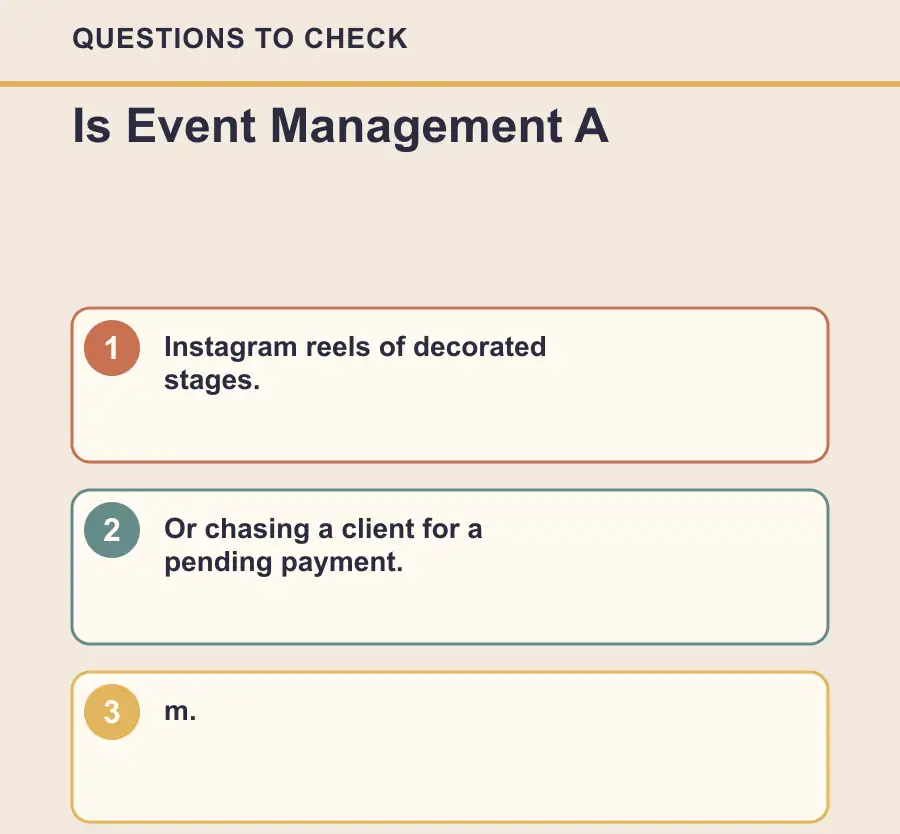 QUESTIONS TO CHECK
Is Event Management A
1
Instagram reels of decorated
stages.
2
Or chasing a client for a
pending payment.
3
m.